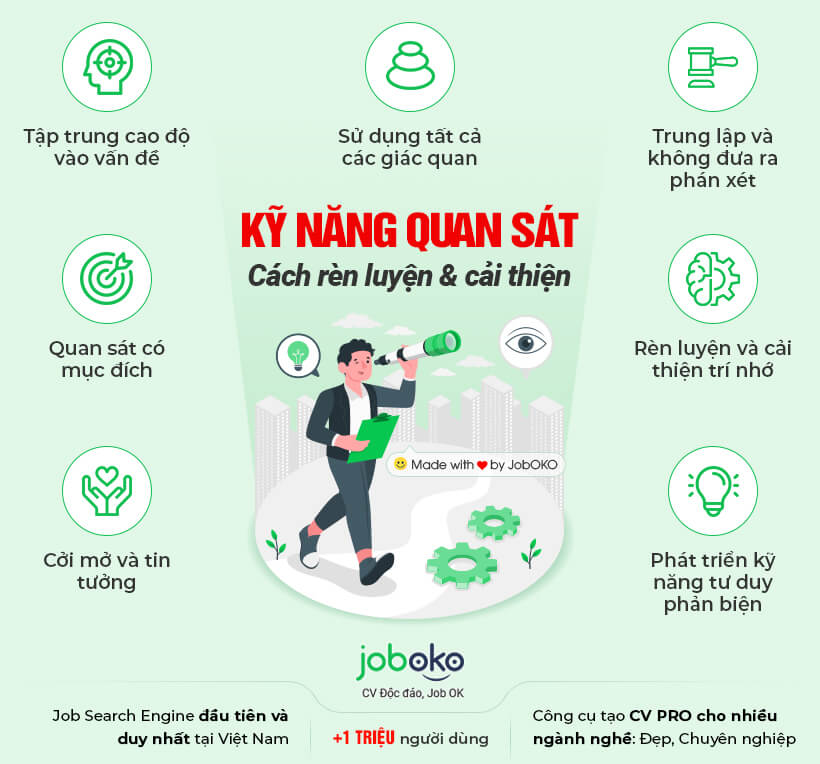 Tập trung cao độ
vào vấn đề
Sử dụng tất cả
các giác quan
Trung lập và
không đưa ra
phán xét
KỸ NĂNG QUAN SÁT
Cách rèn luyện & cải thiện
Quan sát có
mục đích
Rèn luyện và cải
thiện trí nhớ
Made with ❤ by JobOKO
Cởi mở và tin
tưởng
Phát triển kỹ
năng tư duy
phản biện
joboko
CV Độc đáo, Job OK
Job Search Engine đầu tiên và
duy nhất tại Việt Nam
+1 TRIỆU người dùng
Công cụ tạo CV PRO cho nhiều
ngành nghề: Đẹp, Chuyên nghiệp